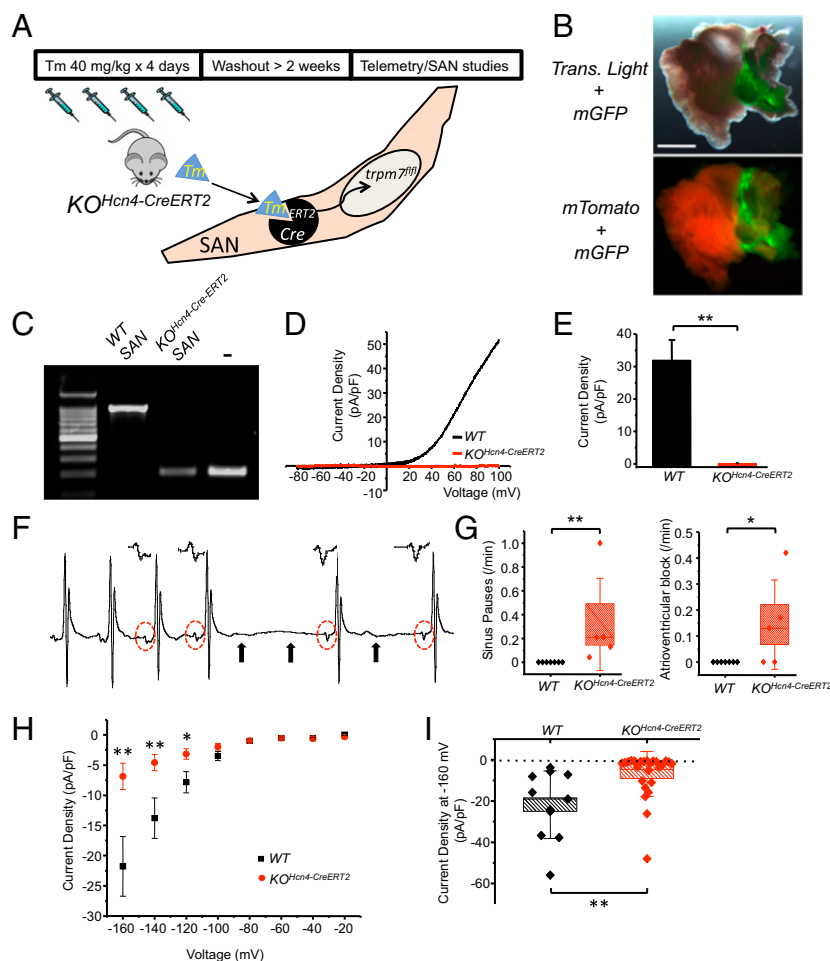 A
Tm 40 mg/kg x 4 days
Washout > 2 weeks
Telemetry/SAN studies
KO^Hcn4-CreERT2
Tm
Tm
ERT2
Cre
trpm7^flfl
SAN
B
Trans. Light
+
mGFP
mTomato
+
mGFP
C
WT
SAN
KO^Hcn4-Cre-ERT2
SAN
-
D
Current Density
(pA/pF)
50
40
30
20
10
-10
-80 -60 -40 -20
20 40 60 80 100
Voltage (mV)
WT
KO^Hcn4-CreERT2
E
Current Density
(pA/pF)
40
30
20
10
0
**
WT
KO^Hcn4-CreERT2
F
G
Sinus Pauses (/min)
1.0
0.8
0.6
0.4
0.2
0
**
WT
KO^Hcn4-CreERT2
Atrioventricular block (/min)
0.5
0.4
0.3
0.2
0.1
0
*
WT
KO^Hcn4-CreERT2
H
Current Density (pA/pF)
0
-5
-10
-15
-20
-25
-30
** ** *
WT
KO^Hcn4-CreERT2
-160 -140 -120 -100 -80 -60 -40 -20
Voltage (mV)
I
WT
KO^Hcn4-CreERT2
Current Density at -160 mV
(pA/pF)
0
-20
-40
-60
**